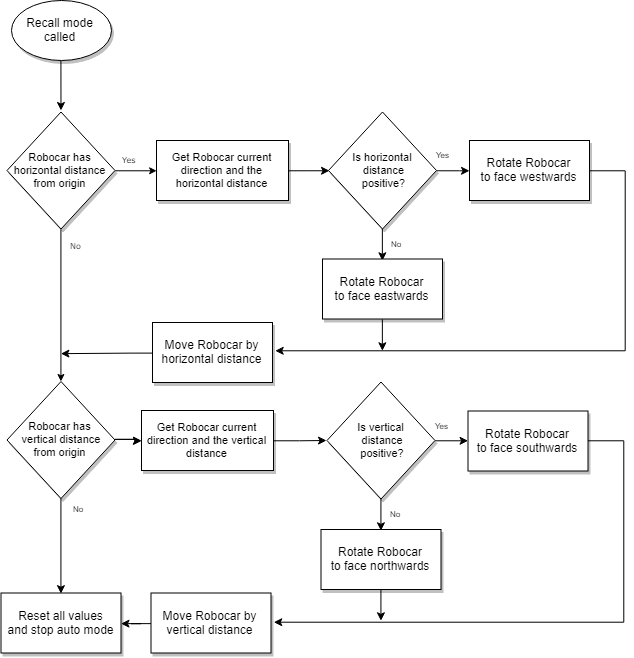 Recall mode
called
Robocar has
horizontal distance
from origin
Yes
Get Robocar current
direction and the
horizontal distance
Is horizontal
distance
positive?
Yes
Rotate Robocar
to face westwards
No
No
Rotate Robocar
to face eastwards
Move Robocar by
horizontal distance
Robocar has
vertical distance
from origin
Get Robocar current
direction and the vertical
distance
Is vertical
distance
positive?
Yes
Rotate Robocar
to face southwards
No
No
Rotate Robocar
to face northwards
Reset all values
and stop auto mode
Move Robocar by
vertical distance